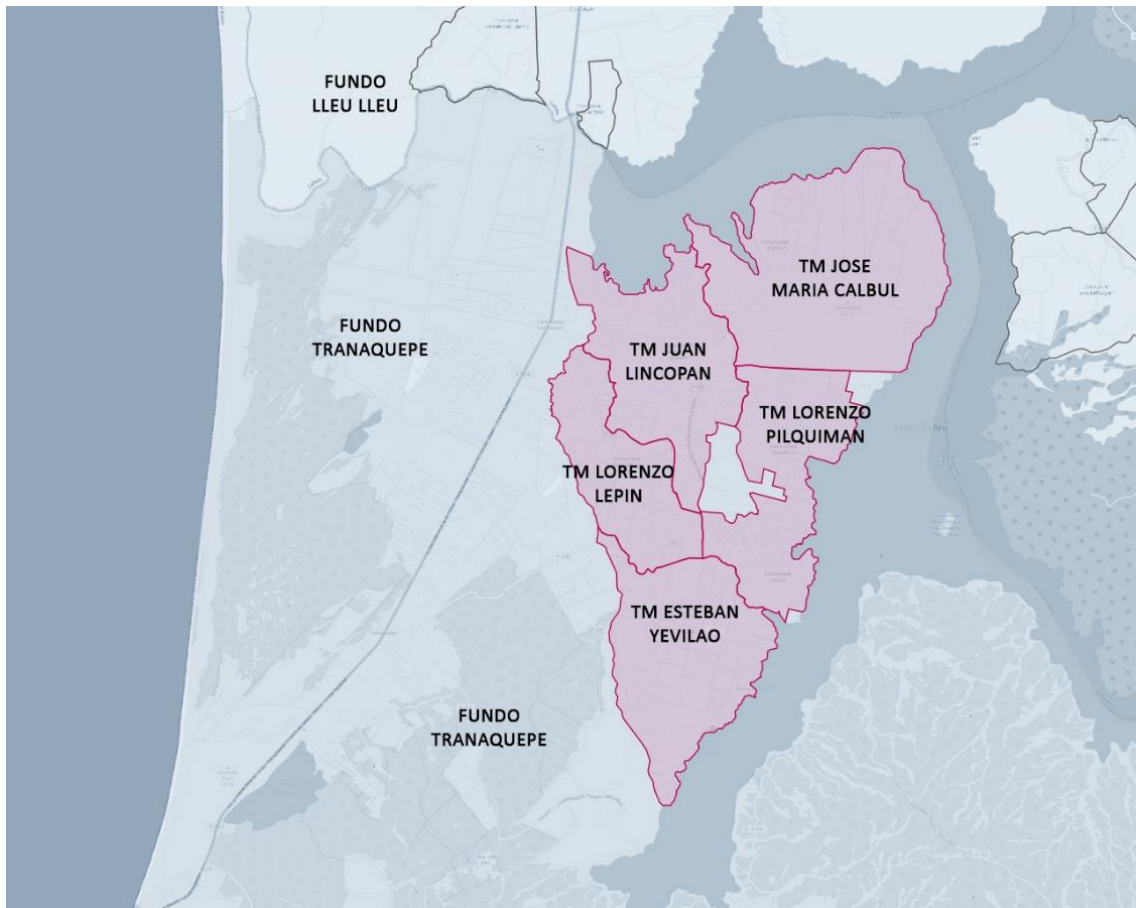 FUNDO
LLEU LLEU
TM JOSE
MARIA CALBUL
FUNDO
TRANAQUEPE
TM JUAN
LINCOPAN
TM LORENZO
PILQUIMAN
TM LORENZO
LEPIN
TM ESTEBAN
YEVILAO
FUNDO
TRANAQUEPE